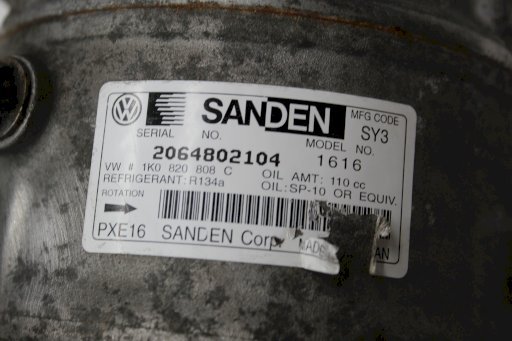 SANDEN
MFG CODE
SY3
SERIAL NO.
MODEL NO.
2064802104
1616
VW # 1K0 820 808 C
OIL AMT: 110 cc
REFRIGERANT: R134a
OIL:SP-10 OR EQUIV.
ROTATION
PXE16 SANDEN Corp. MADE